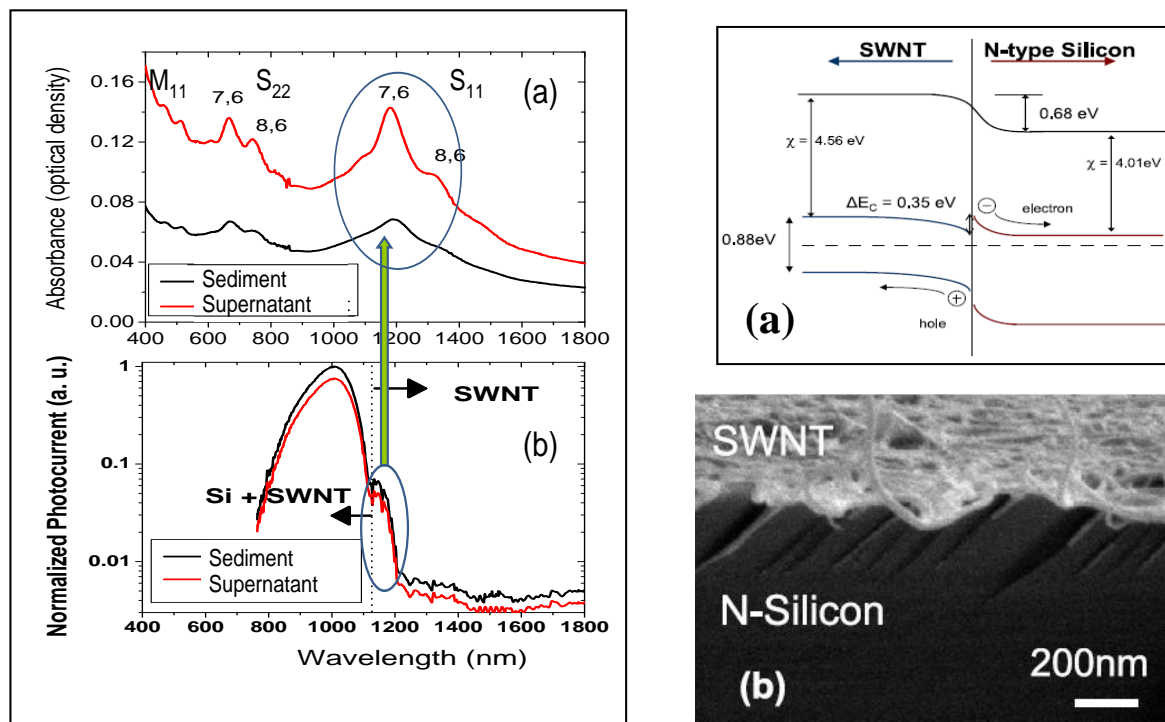 M11 S22 S11 (a)
7,6 7,6
8,6 8,6
Absorbance (optical density)
0.16
0.12
0.08
0.04
0.00
Sediment
Supernatant
400 600 800 1000 1200 1400 1600 1800
Normalized Photocurrent (a. u.)
1
0.1
0.01
SWNT
(b)
Si + SWNT
Sediment
Supernatant
400 600 800 1000 1200 1400 1600 1800
Wavelength (nm)
SWNT N-type Silicon
0.68 eV
χ = 4.56eV
χ = 4.01eV
ΔEC = 0,35 eV
electron
0.88eV
(a)
hole
SWNT
N-Silicon
200nm
(b)